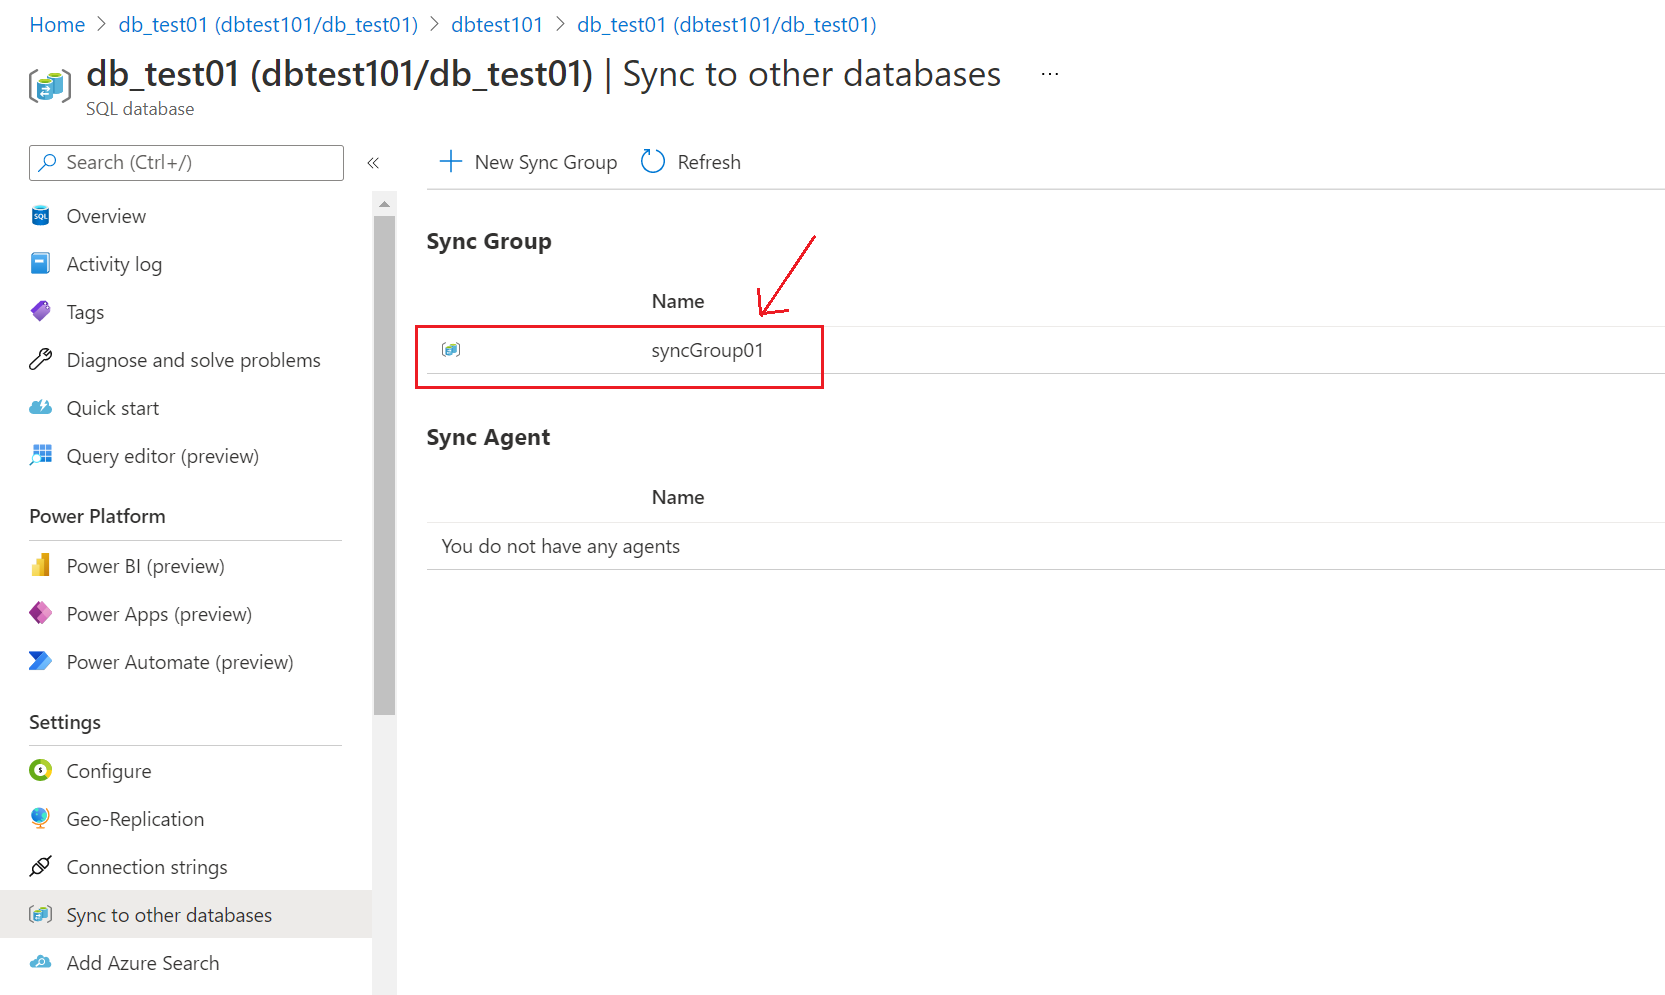 Home > db_test01 (dbtest101/db_test01) > dbtest101 > db_test01 (dbtest101/db_test01)
db_test01 (dbtest101/db_test01) | Sync to other databases ...
SQL database
Search (Ctrl+/)
«
New Sync Group
Refresh
Overview
Activity log
Tags
Diagnose and solve problems
Quick start
Query editor (preview)
Power Platform
Power BI (preview)
Power Apps (preview)
Power Automate (preview)
Settings
Configure
Geo-Replication
Connection strings
Sync to other databases
Add Azure Search
Sync Group
Name
syncGroup01
Sync Agent
Name
You do not have any agents